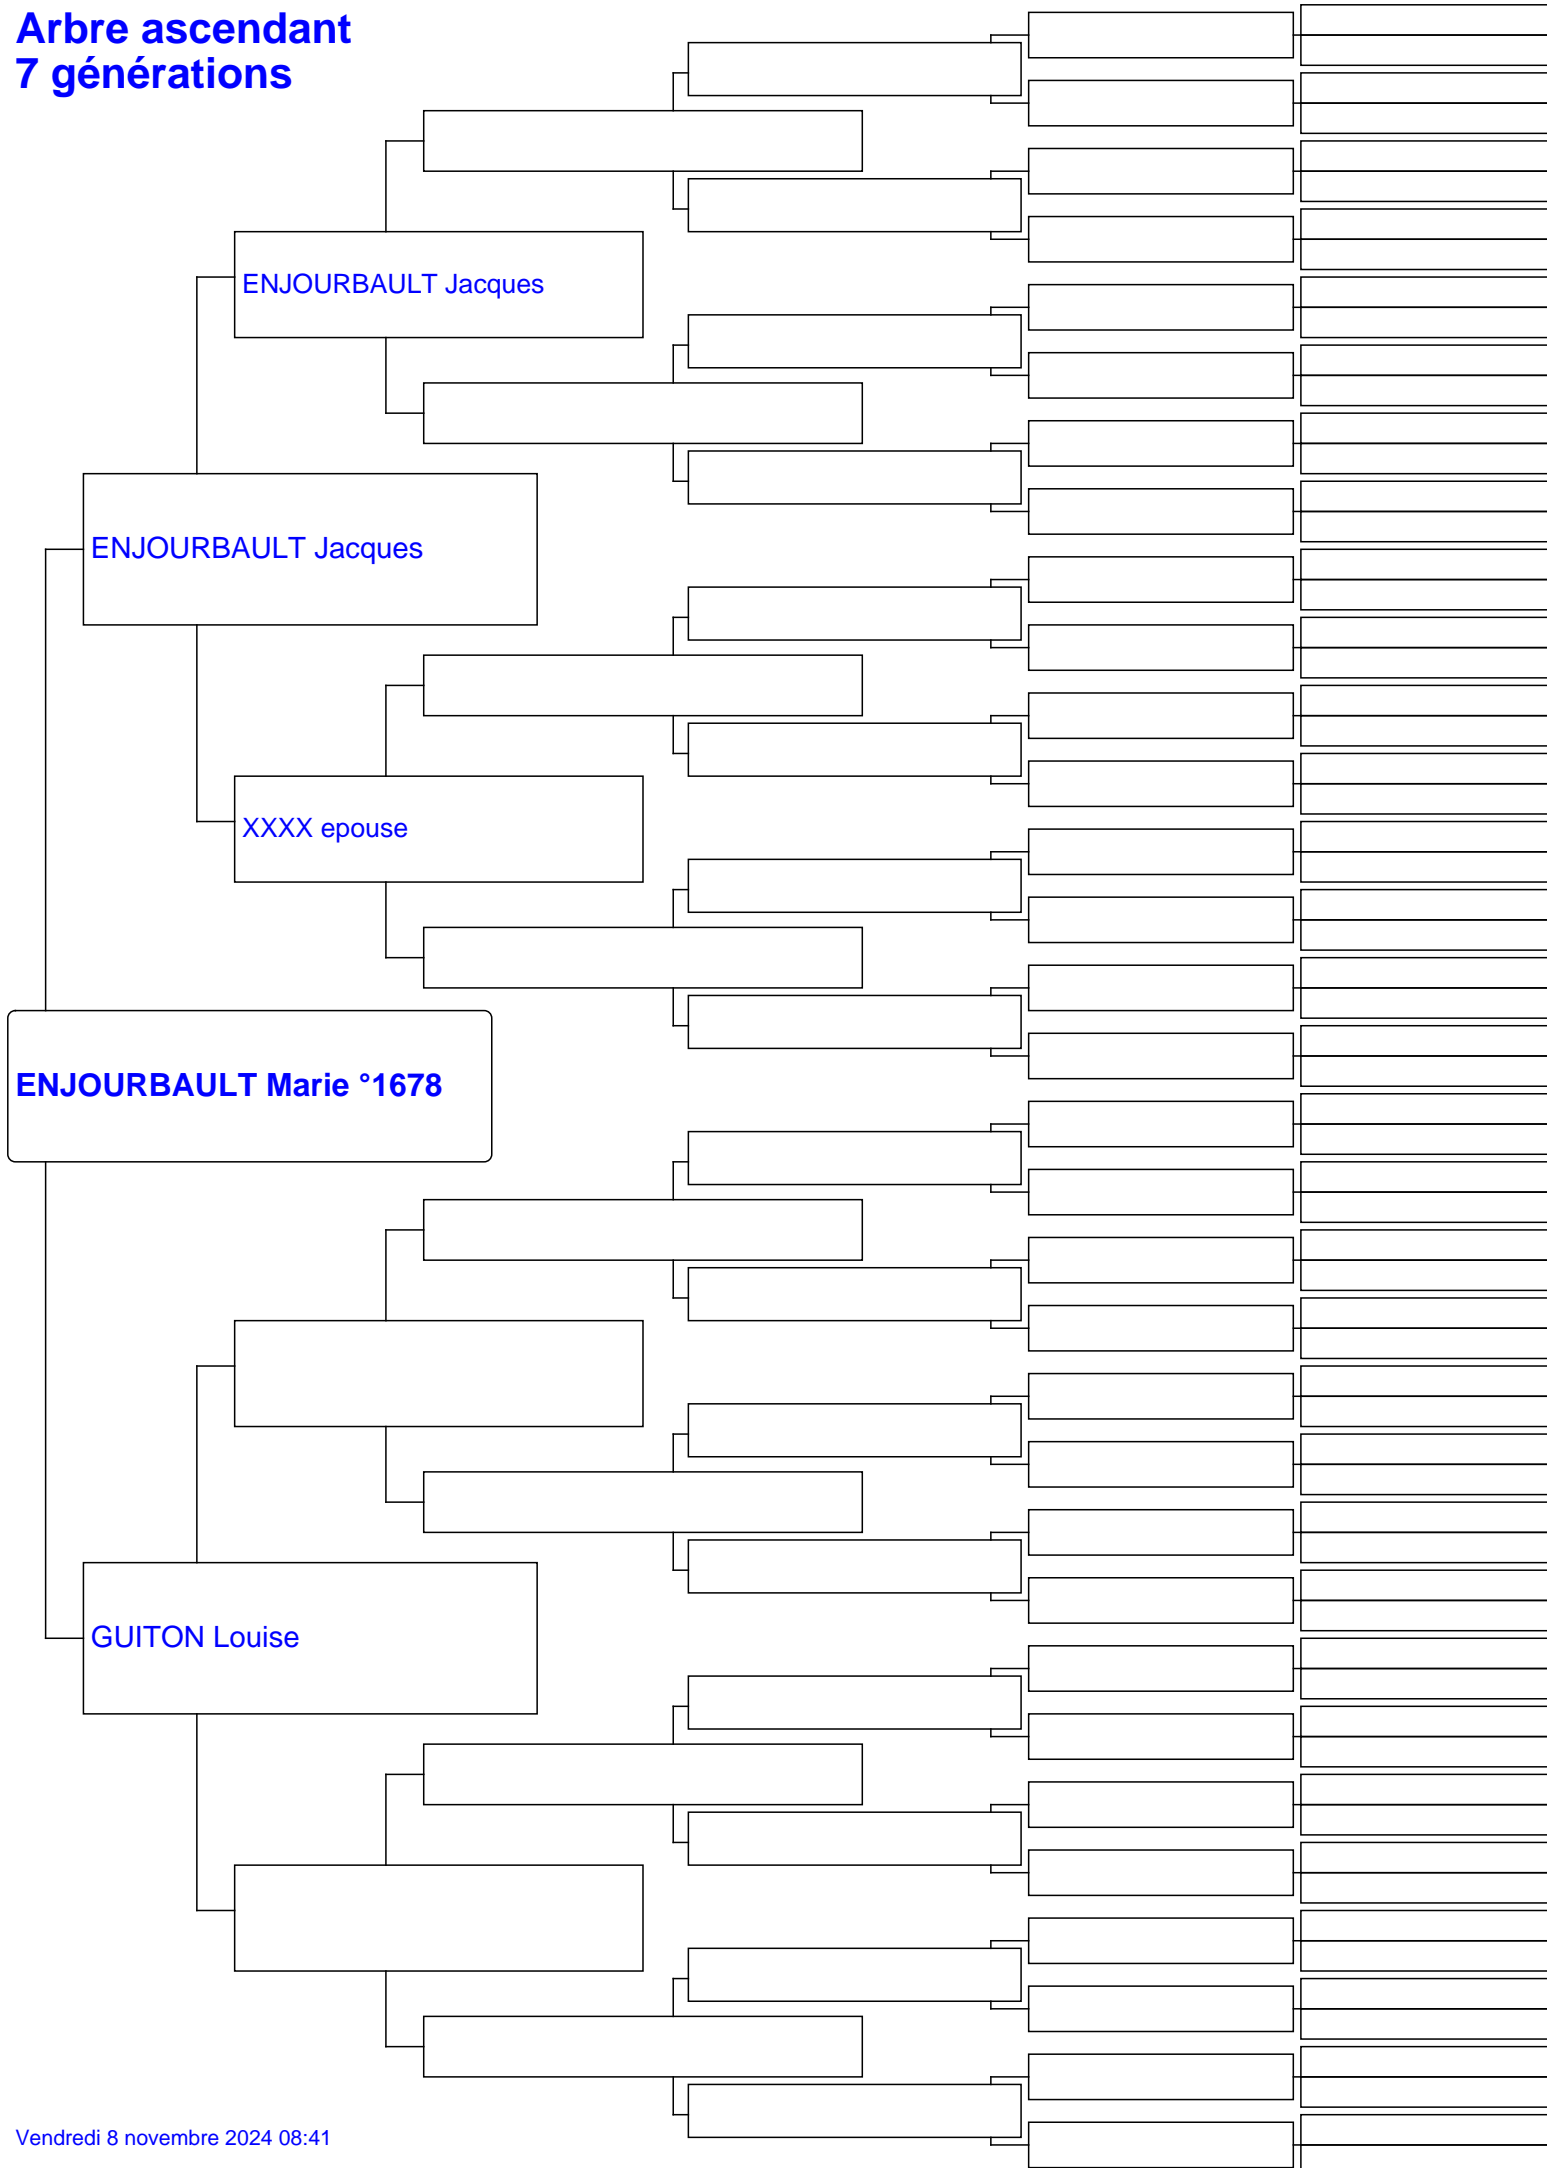 Arbre ascendant
7 générations
ENJOURBAULT Jacques
ENJOURBAULT Jacques
XXXX epouse
ENJOURBAULT Marie °1678
GUITON Louise
Vendredi 8 novembre 2024 08:41